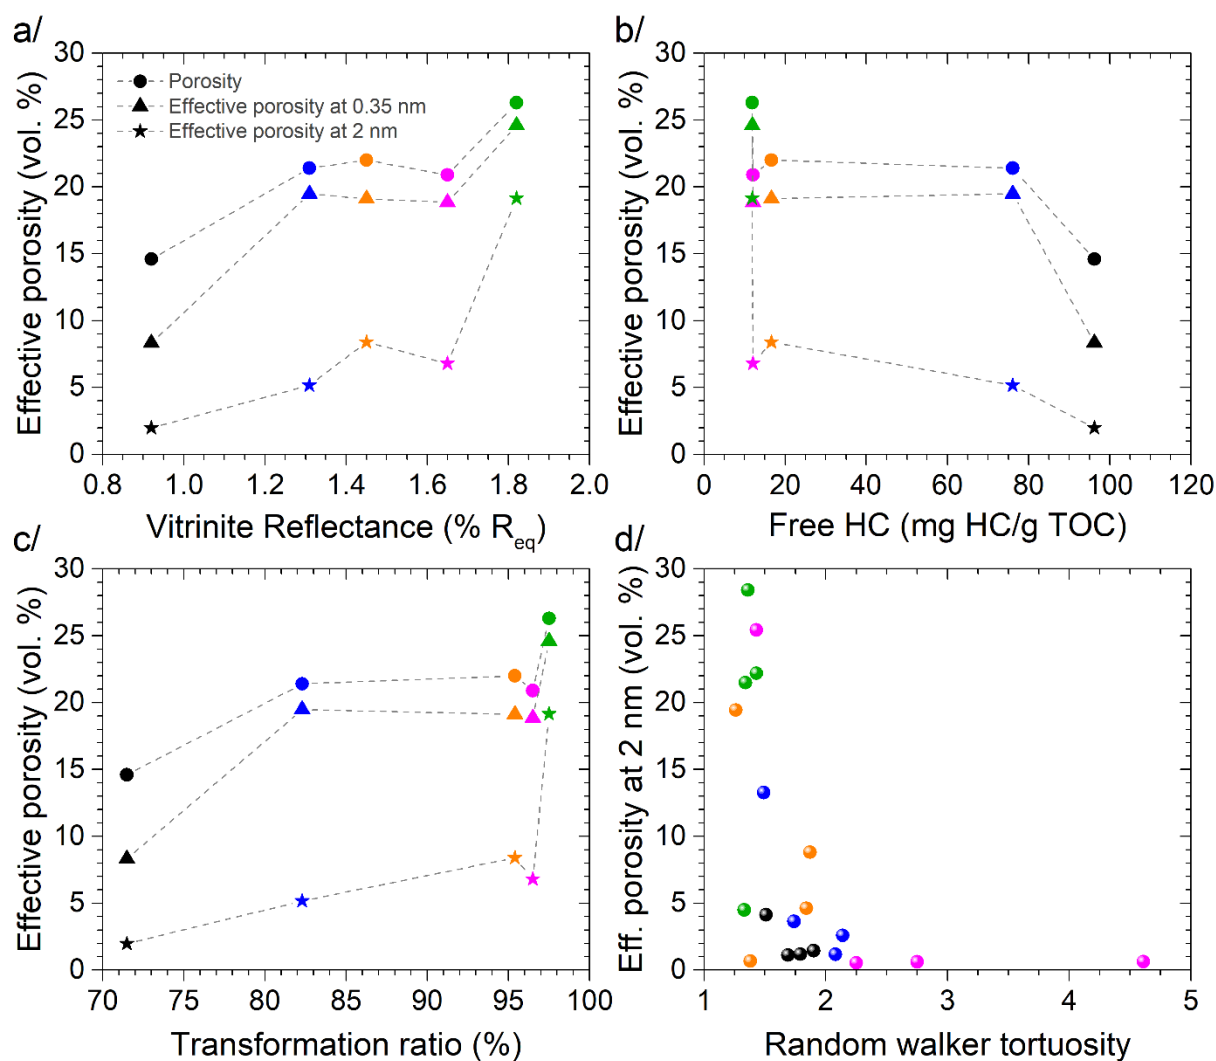 a/
30
25
20
15
10
5
0
Effective porosity (vol. %)
Porosity
Effective porosity at 0.35 nm
Effective porosity at 2 nm
0.8 1.0 1.2 1.4 1.6 1.8 2.0
Vitrinite Reflectance (% Req)
b/
30
25
20
15
10
5
0
Effective porosity (vol. %)
0 20 40 60 80 100 120
Free HC (mg HC/g TOC)
c/
30
25
20
15
10
5
0
Effective porosity (vol. %)
70 75 80 85 90 95 100
Transformation ratio (%)
d/
30
25
20
15
10
5
0
Eff. porosity at 2 nm (vol. %)
1 2 3 4 5
Random walker tortuosity